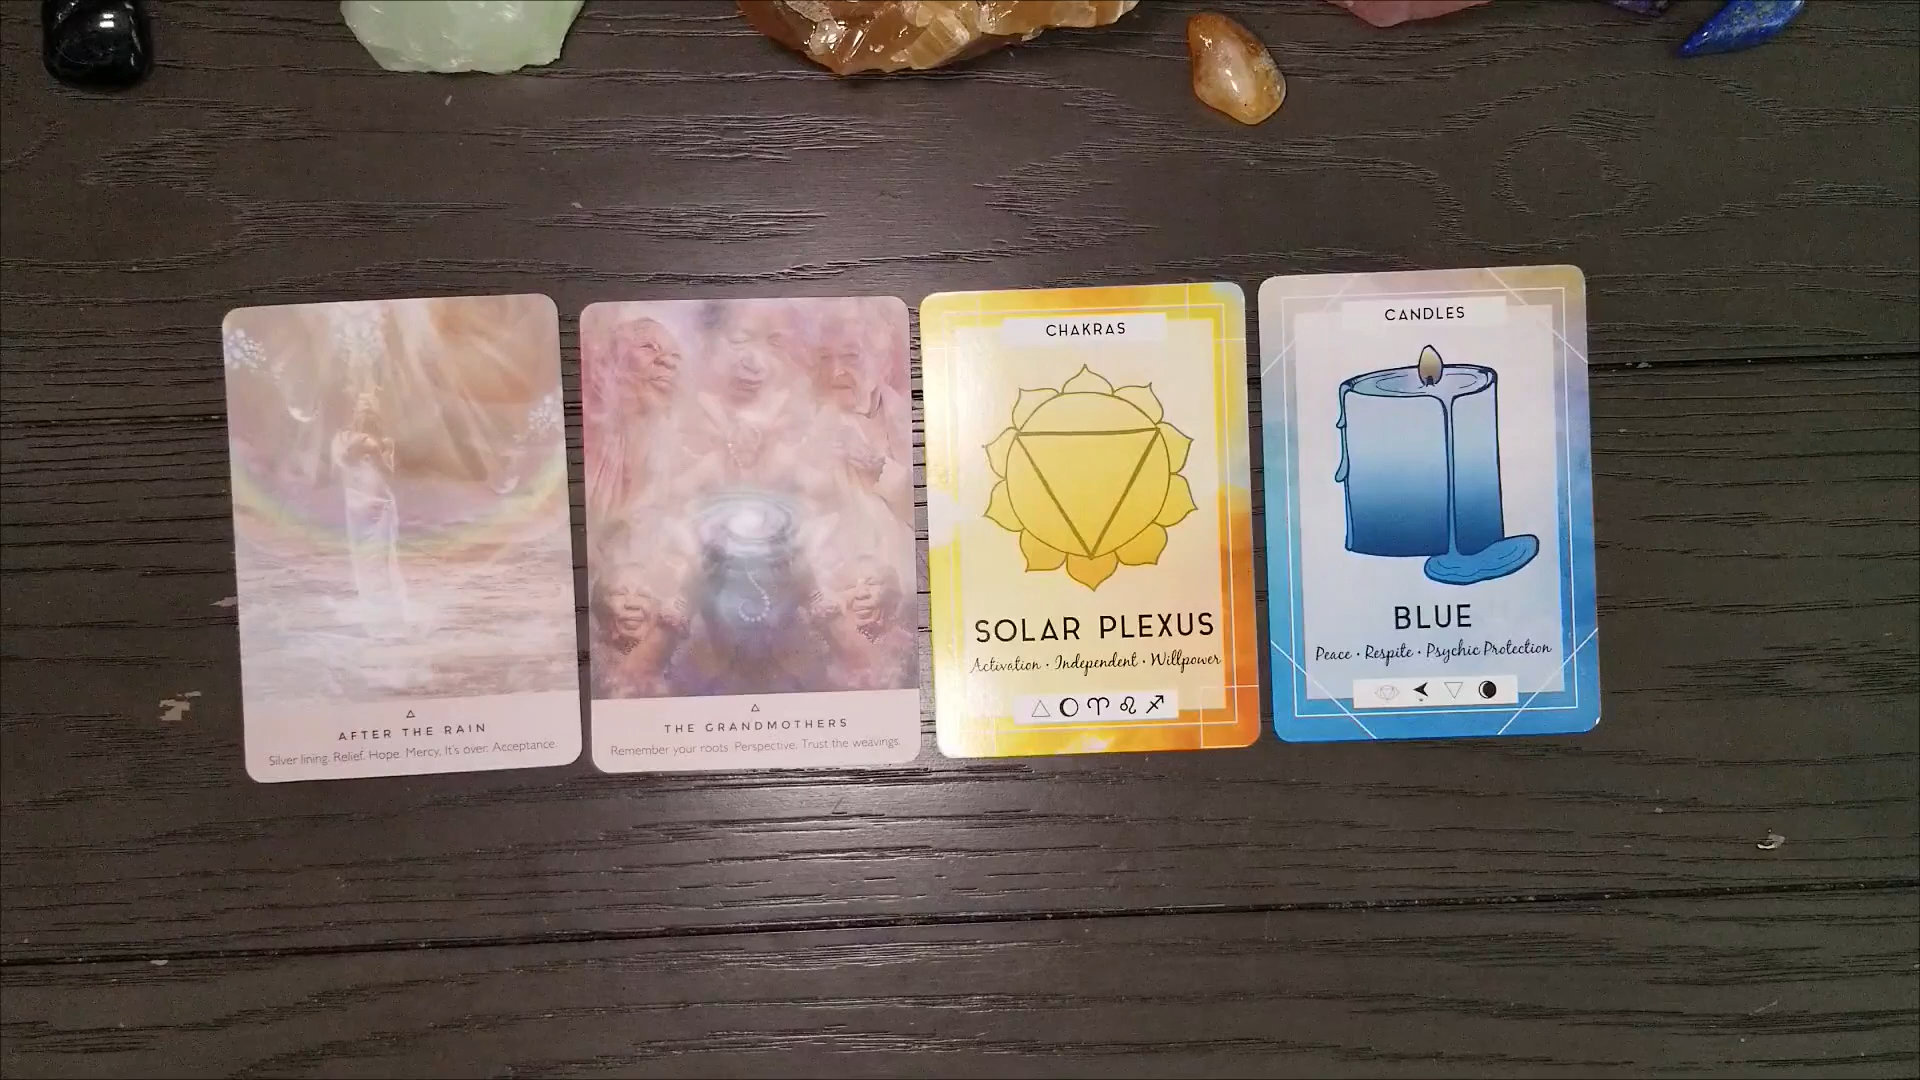 AFTER THE RAIN
Silver lining. Relief. Hope. Mercy. It's over. Acceptance.
THE GRANDMOTHERS
Remember your roots. Perspective. Trust the weavings.
CHAKRAS
SOLAR PLEXUS
Activation • Independent • Willpower
CANDLES
BLUE
Peace • Respite • Psychic Protection